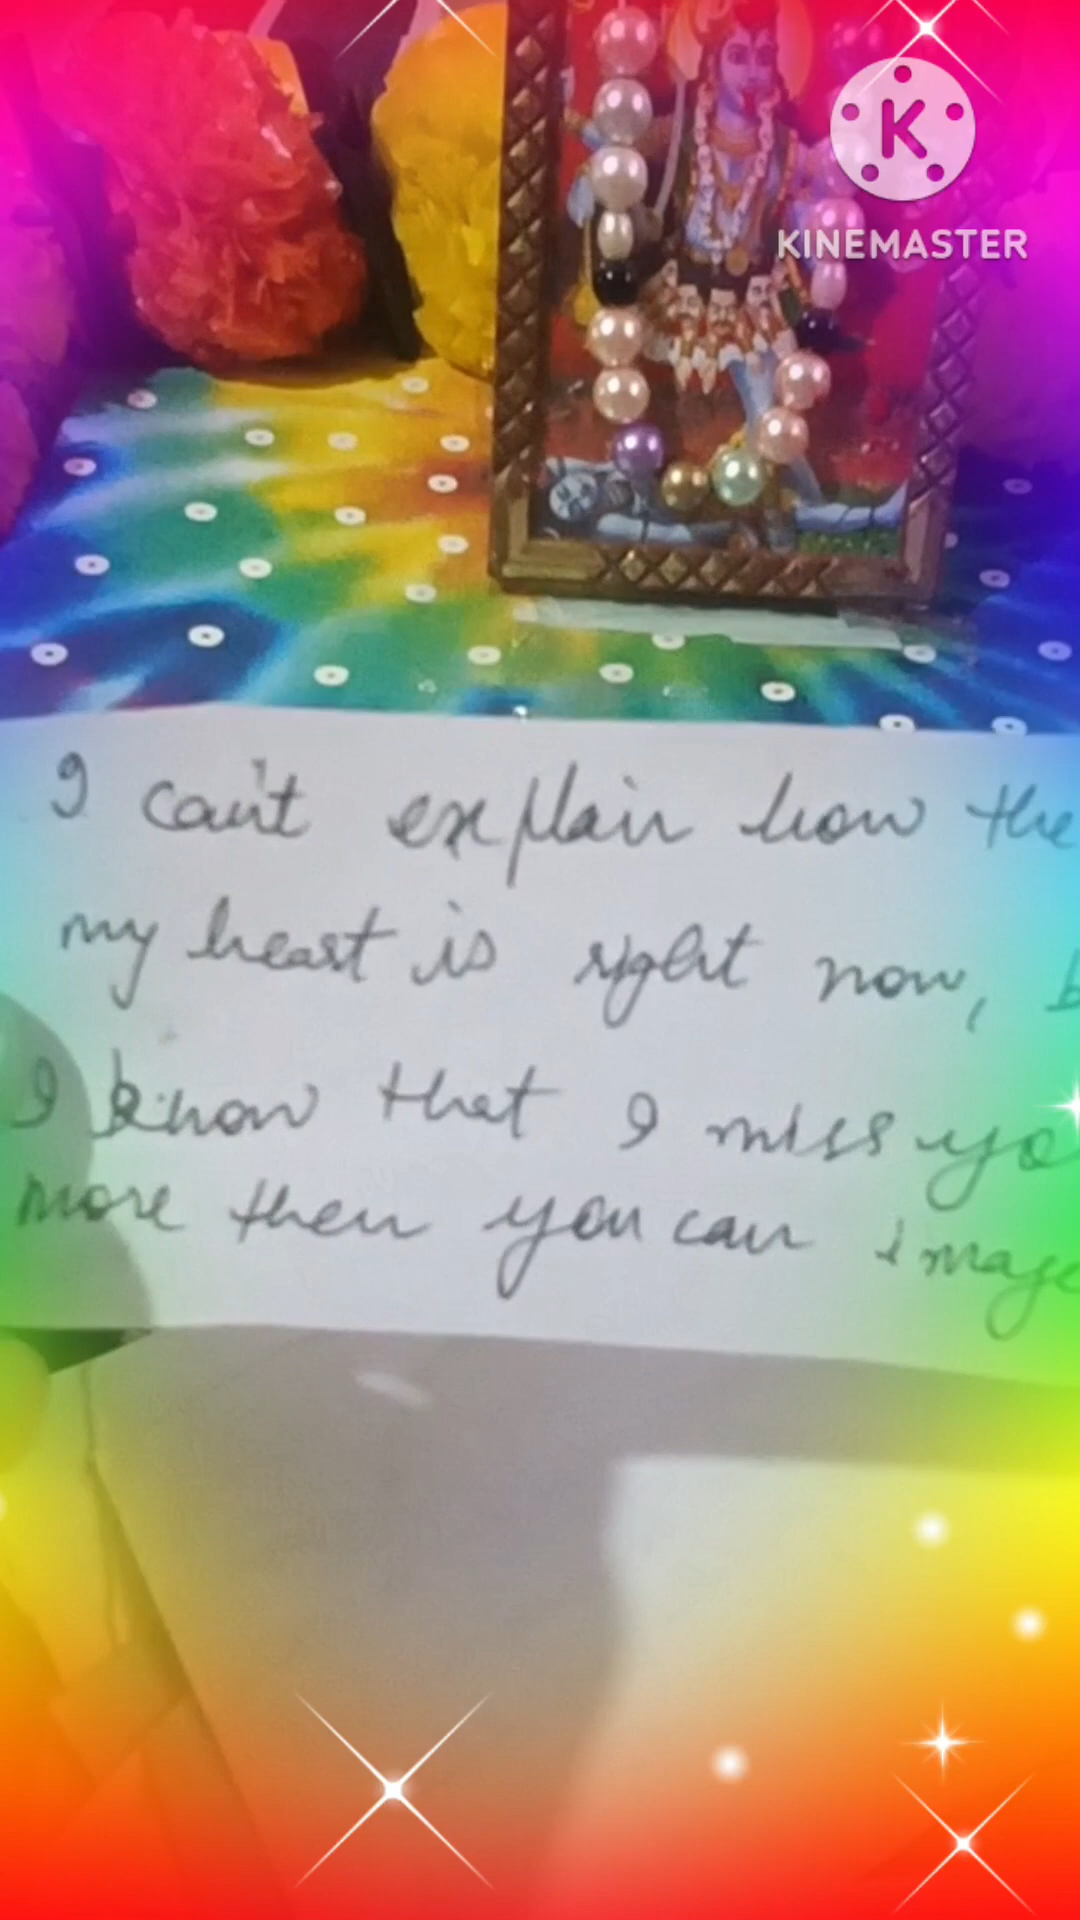 KINEMASTER
I can't explain how the
my heart is right now, b
I know that I miss yo
more then you can imag